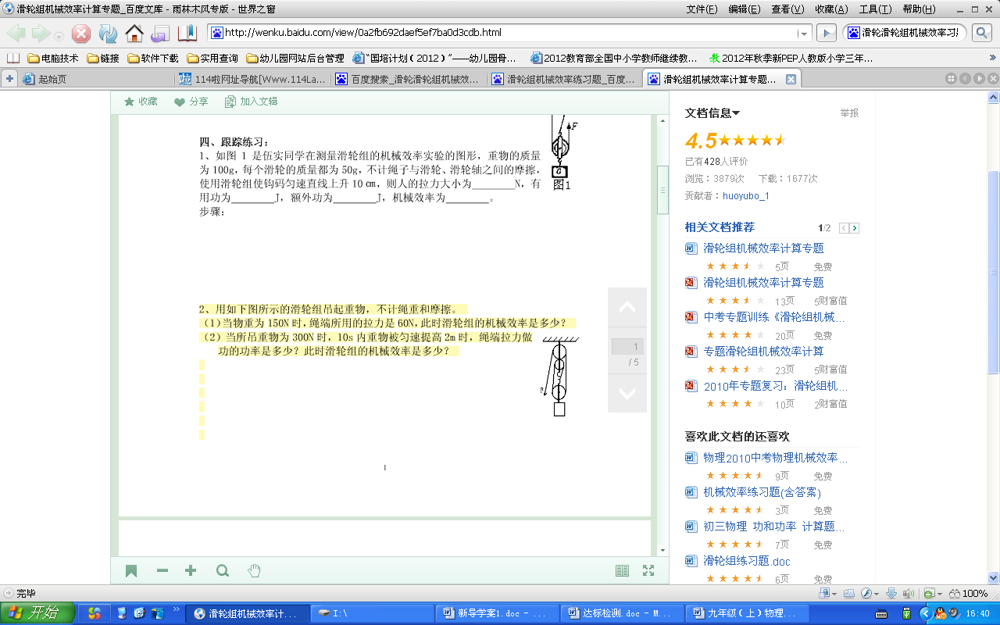 滑轮组机械效率计算专题_百度文库 - 雨林木风专版 - 世界之窗
文件(F) 编辑(E) 查看(V) 收藏(A) 工具(T) 帮助(H)
http://wenku.baidu.com/view/0a2fb692daef5ef7ba0d3cdb.html
滑轮滑轮组机械效率习
电脑技术 链接 软件下载 实用查询 幼儿园网站后台管理 “国培计划（2012）”——幼儿园骨... 2012教育部全国中小学教师继续教... 2012年秋季新PEP人教版小学三年...
起始页 114啦网址导航[Www.114La... 百度搜索_滑轮滑轮组机械效... 滑轮组机械效率练习题_百度... 滑轮组机械效率计算专题...
收藏 分享 加入文辑
四、跟踪练习：
1、如图 1 是伍实同学在测量滑轮组的机械效率实验的图形，重物的质量
为 100g，每个滑轮的质量都为 50g，不计绳子与滑轮、滑轮轴之间的摩擦，
使用滑轮组使钩码匀速直线上升 10 ㎝，则人的拉力大小为________N，有
用功为________J，额外功为________J，机械效率为________。
步骤：
F
G
图1
2、用如下图所示的滑轮组吊起重物，不计绳重和摩擦。
（1）当物重为 150N 时，绳端所用的拉力是 60N，此时滑轮组的机械效率是多少？
（2）当所吊重物为 300N 时，10s 内重物被匀速提高 2m 时，绳端拉力做
功的功率是多少？此时滑轮组的机械效率是多少？
F
1
/ 5
1
文档信息 举报
4.5
已有428人评价
浏览：3879次 下载：1677次
贡献者：huoyubo_1
相关文档推荐 1/2
滑轮组机械效率计算专题
5页 免费
滑轮组机械效率计算专题
13页 5财富值
中考专题训练《滑轮组机械...
20页 免费
专题滑轮组机械效率计算
23页 5财富值
2010年专题复习：滑轮组机...
10页 2财富值
喜欢此文档的还喜欢
物理2010中考物理机械效率...
9页 免费
机械效率练习题(含答案)
3页 免费
初三物理 功和功率 计算题...
7页 免费
滑轮组练习题.doc
6页 免费
完毕
100%
开始 滑轮组机械效率计... I:\ 新导学案1.doc - ... 达标检测.doc - M... 九年级（上）物理... 16:40